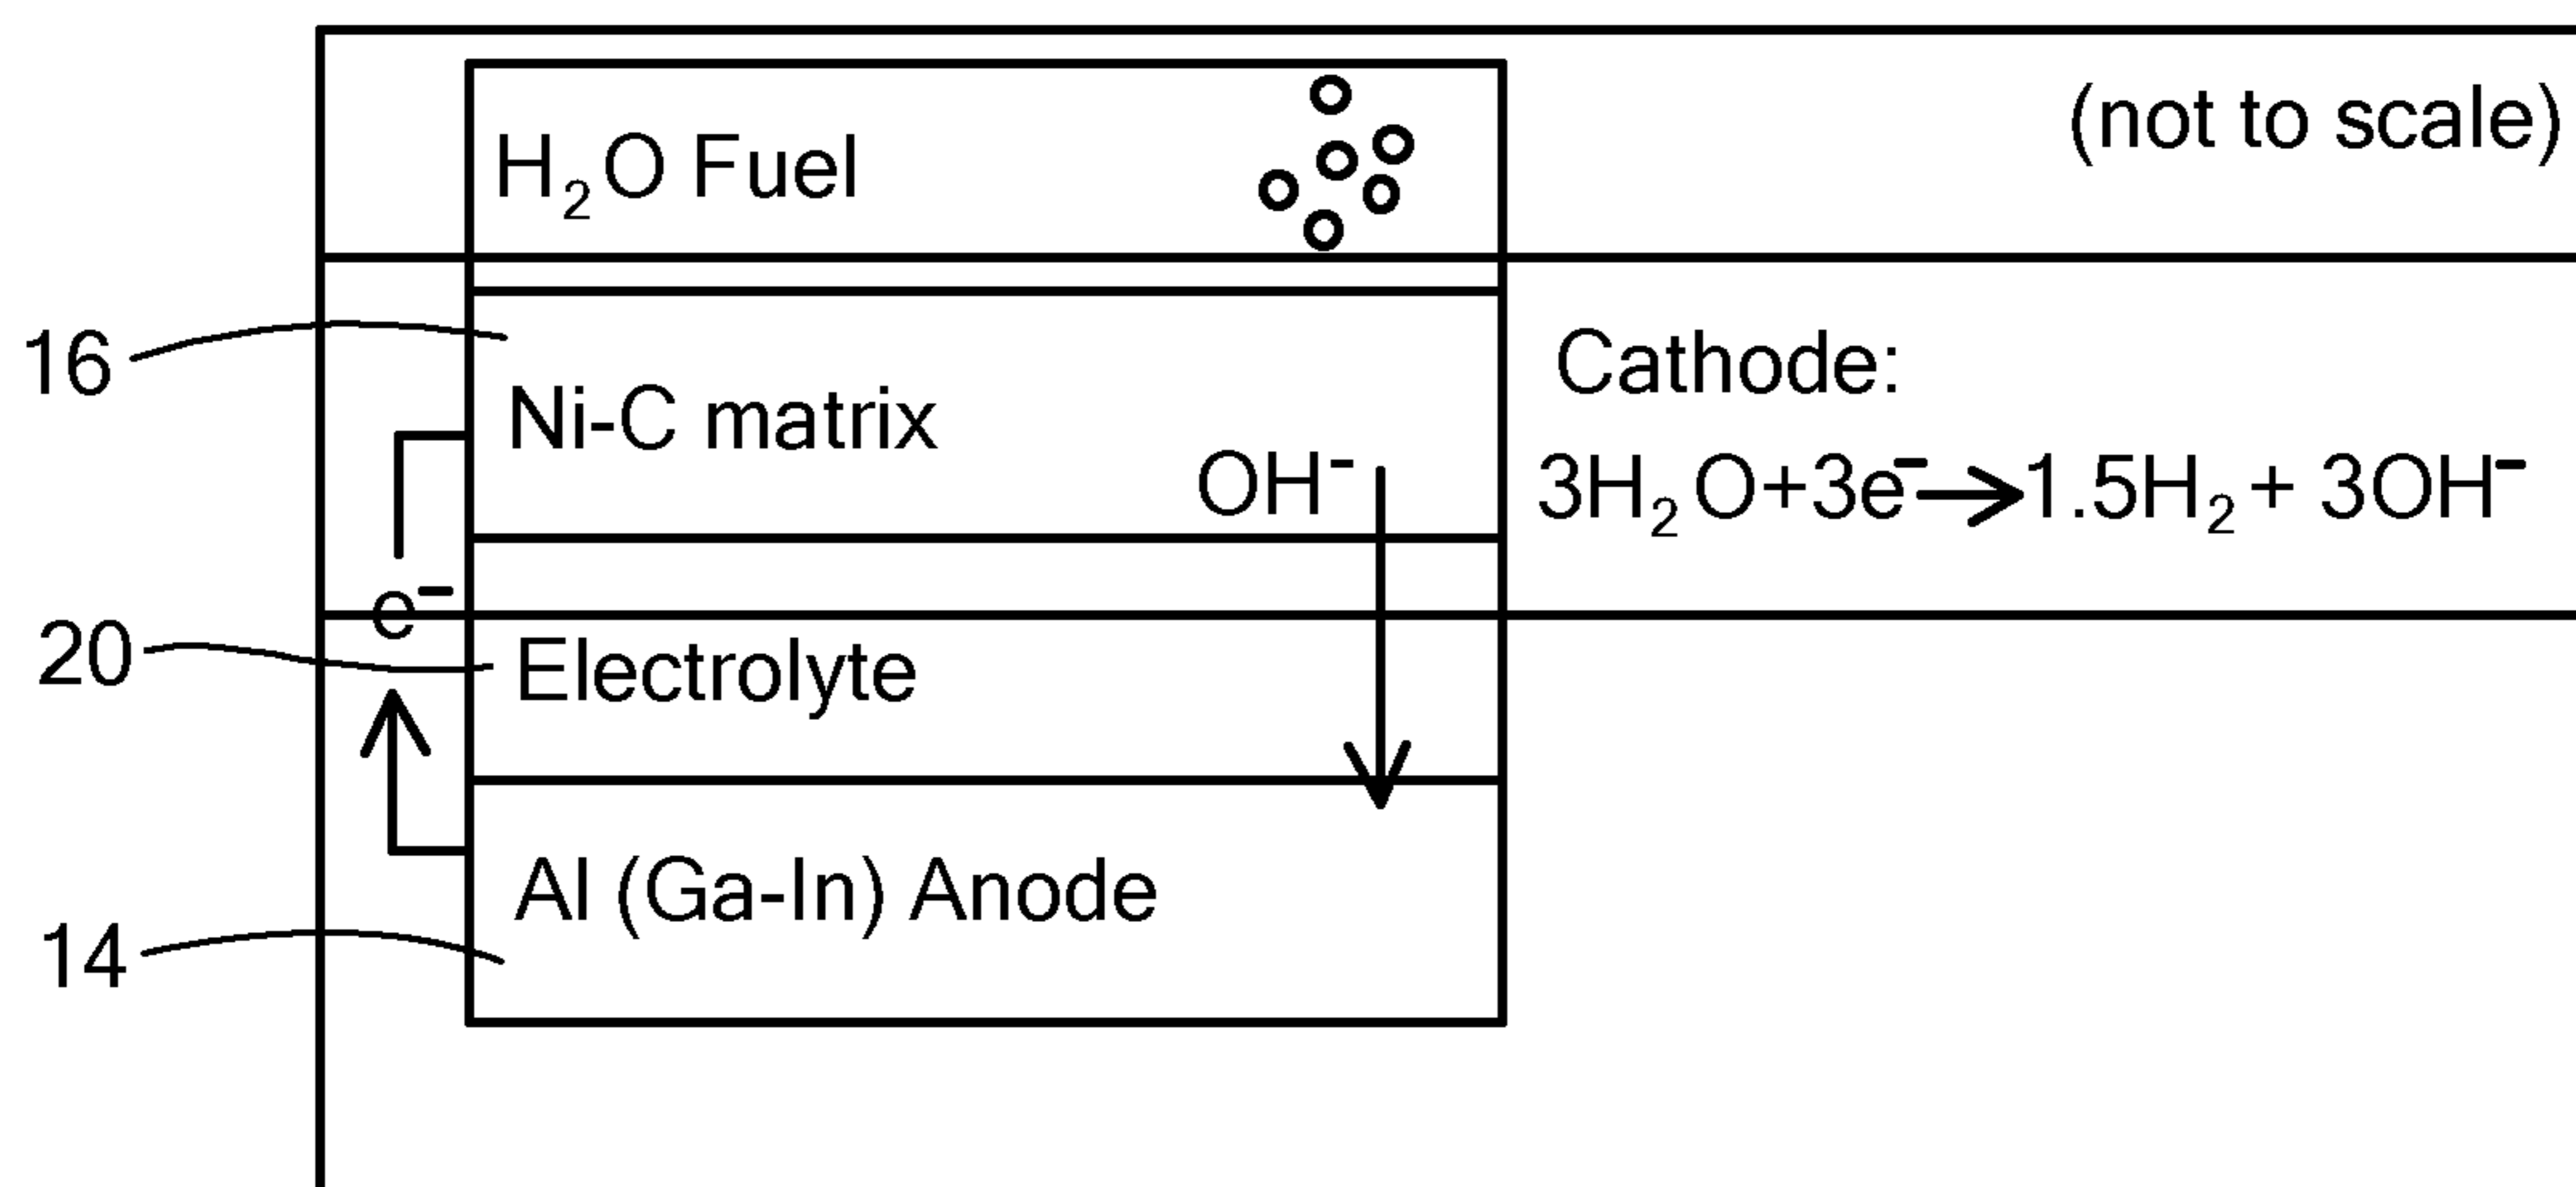 (not to scale)
H₂O Fuel
16
Ni-C matrix
Cathode:
OH⁻
3H₂O+3e⁻→1.5H₂+ 3OH⁻
e⁻
20
Electrolyte
Al (Ga-In) Anode
14